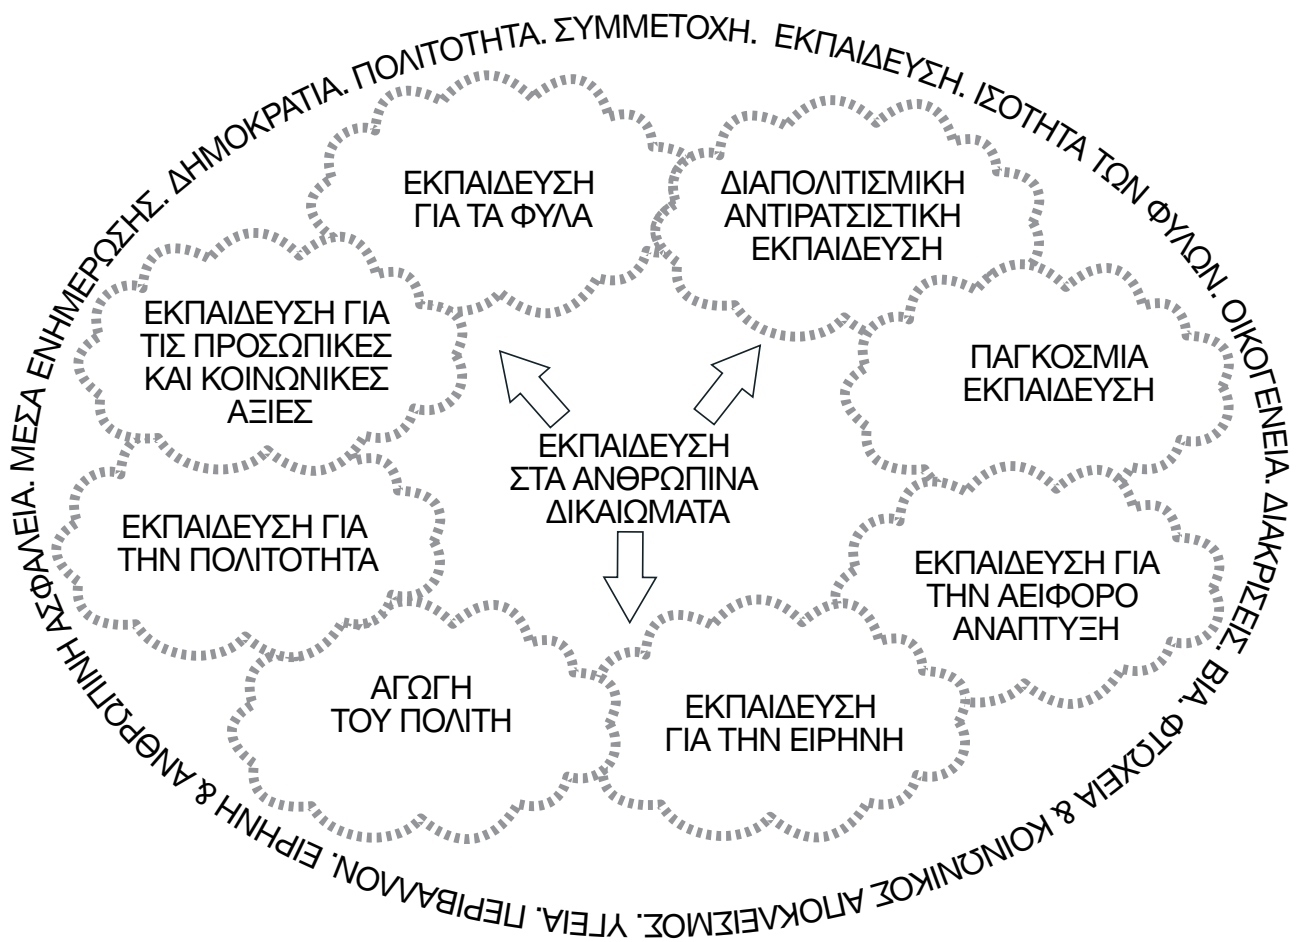 ΔΗΜΟΚΡΑΤΙΑ. ΠΟΛΙΤΟΤΗΤΑ. ΣΥΜΜΕΤΟΧΗ. ΕΚΠΑΙΔΕΥΣΗ. ΙΣΟΤΗΤΑ ΤΩΝ ΦΥΛΩΝ. ΟΙΚΟΓΕΝΕΙΑ. ΔΙΑΚΡΙΣΕΙΣ. ΒΙΑ. ΦΤΩΧΕΙΑ & ΚΟΙΝΩΝΙΚΟΣ ΑΠΟΚΛΕΙΣΜΟΣ. ΥΓΕΙΑ. ΠΕΡΙΒΑΛΛΟΝ. ΕΙΡΗΝΗ & ΑΝΘΡΩΠΙΝΗ ΑΣΦΑΛΕΙΑ. ΜΕΣΑ ΕΝΗΜΕΡΩΣΗΣ.
ΕΚΠΑΙΔΕΥΣΗ
ΓΙΑ ΤΑ ΦΥΛΑ
ΔΙΑΠΟΛΙΤΙΣΜΙΚΗ
ΑΝΤΙΡΑΤΣΙΣΤΙΚΗ
ΕΚΠΑΙΔΕΥΣΗ
ΕΚΠΑΙΔΕΥΣΗ ΓΙΑ
ΤΙΣ ΠΡΟΣΩΠΙΚΕΣ
ΚΑΙ ΚΟΙΝΩΝΙΚΕΣ
ΑΞΙΕΣ
ΠΑΓΚΟΣΜΙΑ
ΕΚΠΑΙΔΕΥΣΗ
ΕΚΠΑΙΔΕΥΣΗ
ΣΤΑ ΑΝΘΡΩΠΙΝΑ
ΔΙΚΑΙΩΜΑΤΑ
ΕΚΠΑΙΔΕΥΣΗ ΓΙΑ
ΤΗΝ ΠΟΛΙΤΟΤΗΤΑ
ΕΚΠΑΙΔΕΥΣΗ ΓΙΑ
ΤΗΝ ΑΕΙΦΟΡΟ
ΑΝΑΠΤΥΞΗ
ΑΓΩΓΗ
ΤΟΥ ΠΟΛΙΤΗ
ΕΚΠΑΙΔΕΥΣΗ
ΓΙΑ ΤΗΝ ΕΙΡΗΝΗ